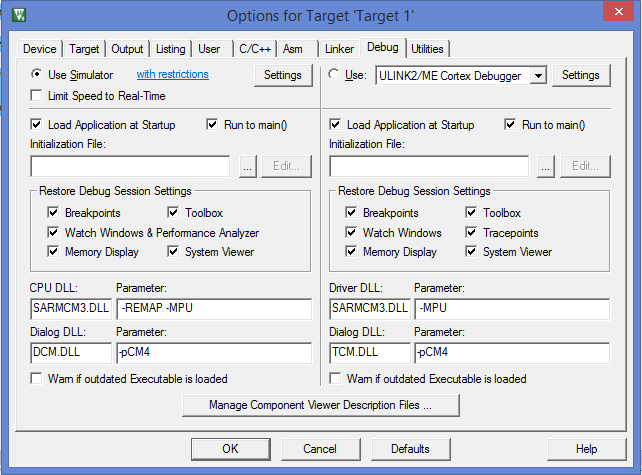 Options for Target 'Target 1'
Device Target Output Listing User C/C++ Asm Linker Debug Utilities
Use Simulator with restrictions Settings Use: ULINK2/ME Cortex Debugger Settings
Limit Speed to Real-Time
Load Application at Startup Run to main() Load Application at Startup Run to main()
Initialization File: Initialization File:
... Edit... ... Edit...
Restore Debug Session Settings Restore Debug Session Settings
Breakpoints Toolbox Breakpoints Toolbox
Watch Windows & Performance Analyzer Watch Windows Tracepoints
Memory Display System Viewer Memory Display System Viewer
CPU DLL: Parameter: Driver DLL: Parameter:
SARMCM3.DLL -REMAP -MPU SARMCM3.DLL -MPU
Dialog DLL: Parameter: Dialog DLL: Parameter:
DCM.DLL -pCM4 TCM.DLL -pCM4
Warn if outdated Executable is loaded Warn if outdated Executable is loaded
Manage Component Viewer Description Files ...
OK Cancel Defaults Help